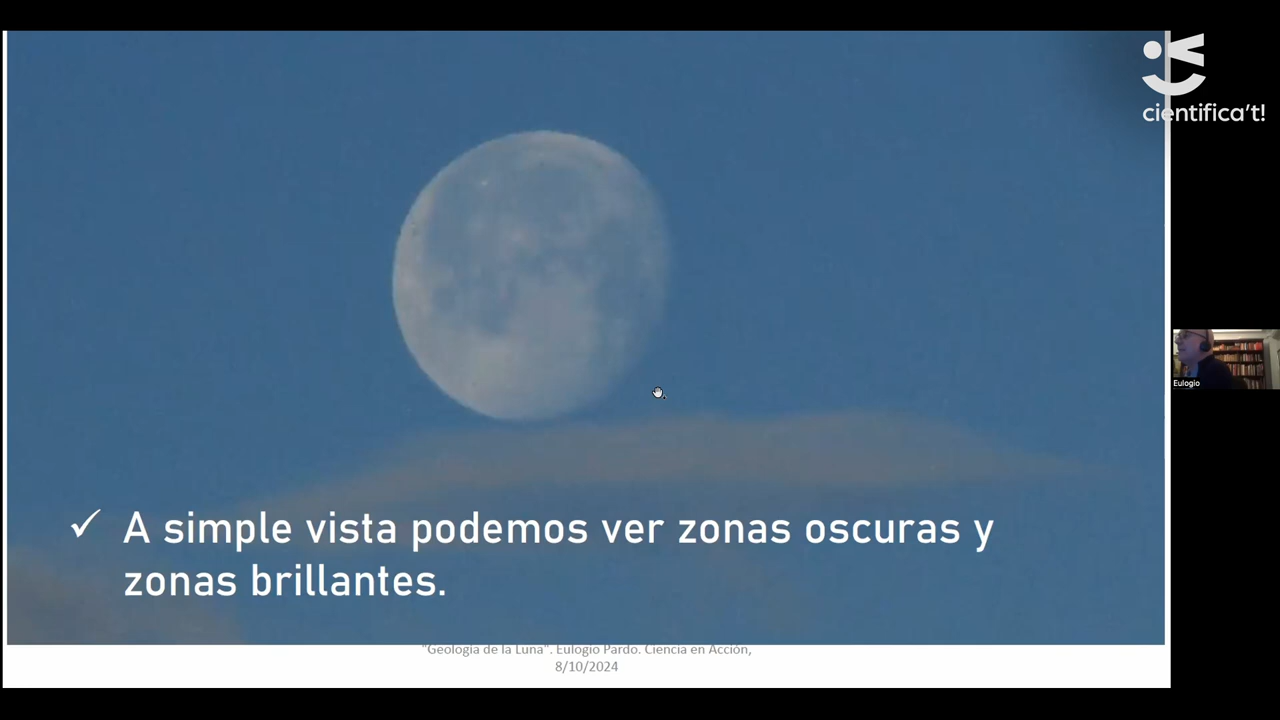 cientifica't!
Eulogio
✓ A simple vista podemos ver zonas oscuras y
zonas brillantes.
"Geología de la Luna". Eulogio Pardo. Ciencia en Acción,
8/10/2024